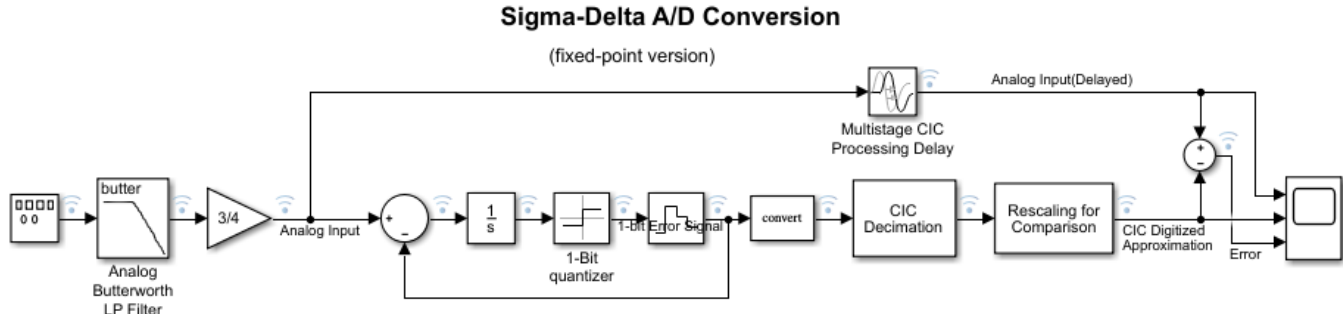 Sigma-Delta A/D Conversion
(fixed-point version)
Analog Input(Delayed)
Multistage CIC
Processing Delay
+
−
butter
3/4
Analog Input
+
−
1
s
1-bit Error Signal
convert
CIC
Decimation
Rescaling for
Comparison
CIC Digitized
Approximation
Error
1-Bit
quantizer
Analog
Butterworth
LP Filter